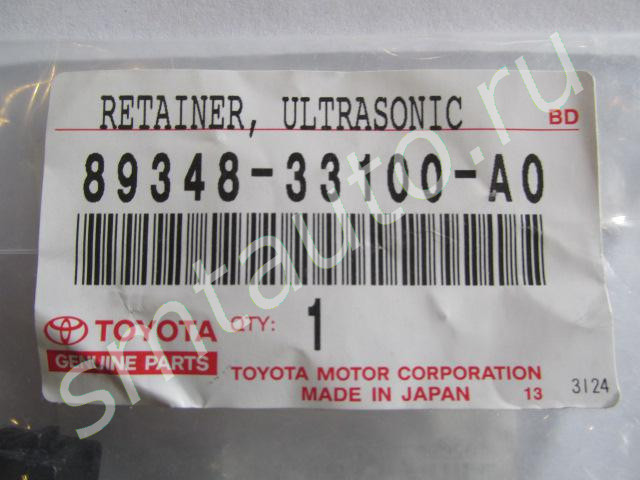 RETAINER, ULTRASONIC BD
89348-33100-A0
TOYOTA QTY: 1
GENUINE PARTS
TOYOTA MOTOR CORPORATION
MADE IN JAPAN 13 3124
smtauto.ru